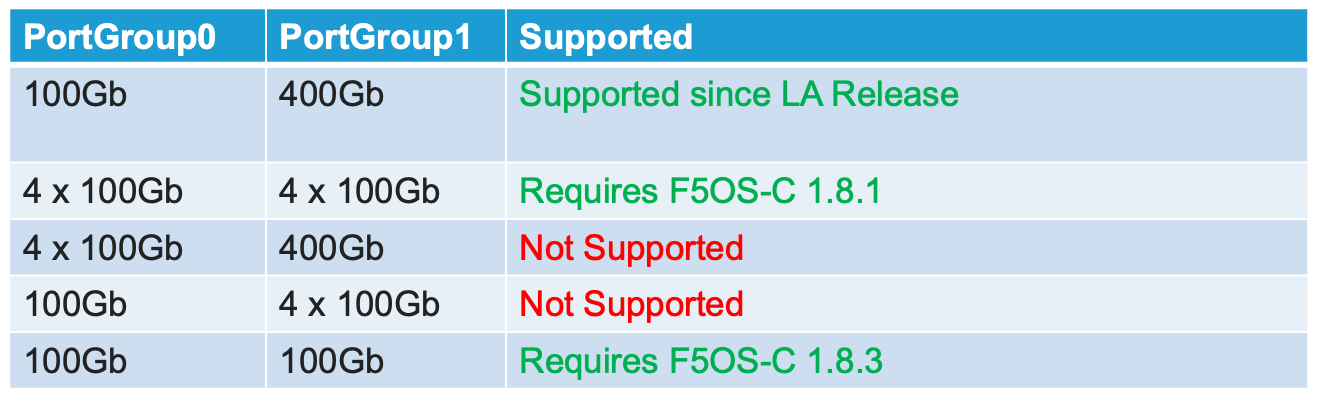 PortGroup0 PortGroup1 Supported
100Gb 400Gb Supported since LA Release
4 x 100Gb 4 x 100Gb Requires F5OS-C 1.8.1
4 x 100Gb 400Gb Not Supported
100Gb 4 x 100Gb Not Supported
100Gb 100Gb Requires F5OS-C 1.8.3